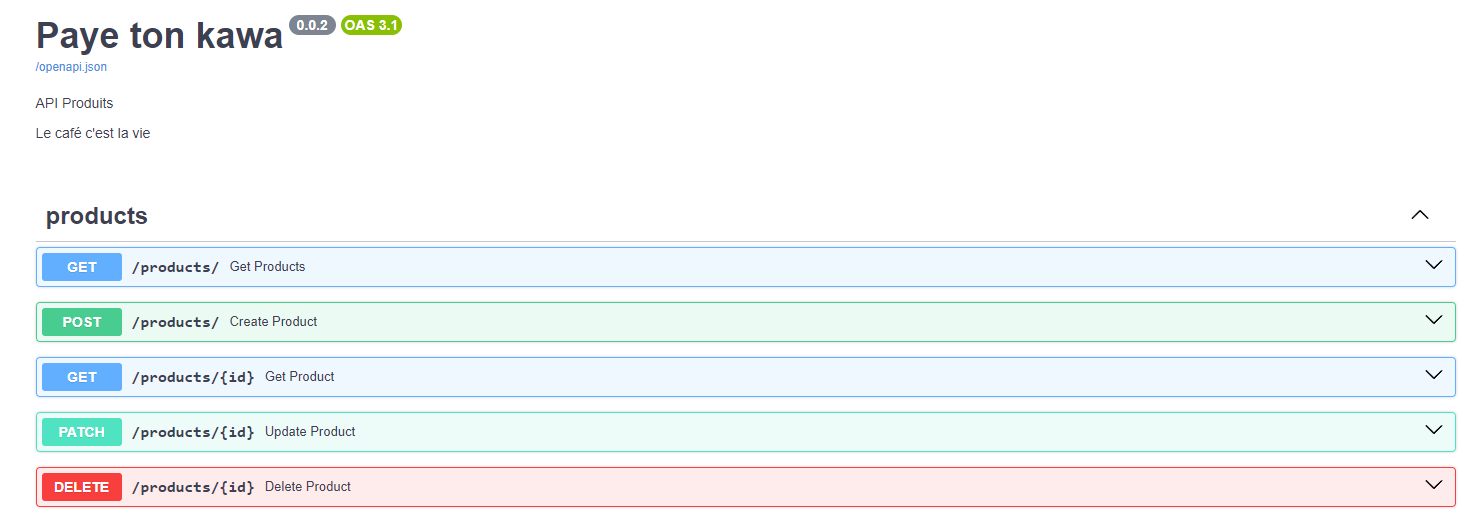 Paye ton kawa 0.0.2 OAS 3.1
/openapi.json
API Produits
Le café c'est la vie
products
GET /products/ Get Products
POST /products/ Create Product
GET /products/{id} Get Product
PATCH /products/{id} Update Product
DELETE /products/{id} Delete Product